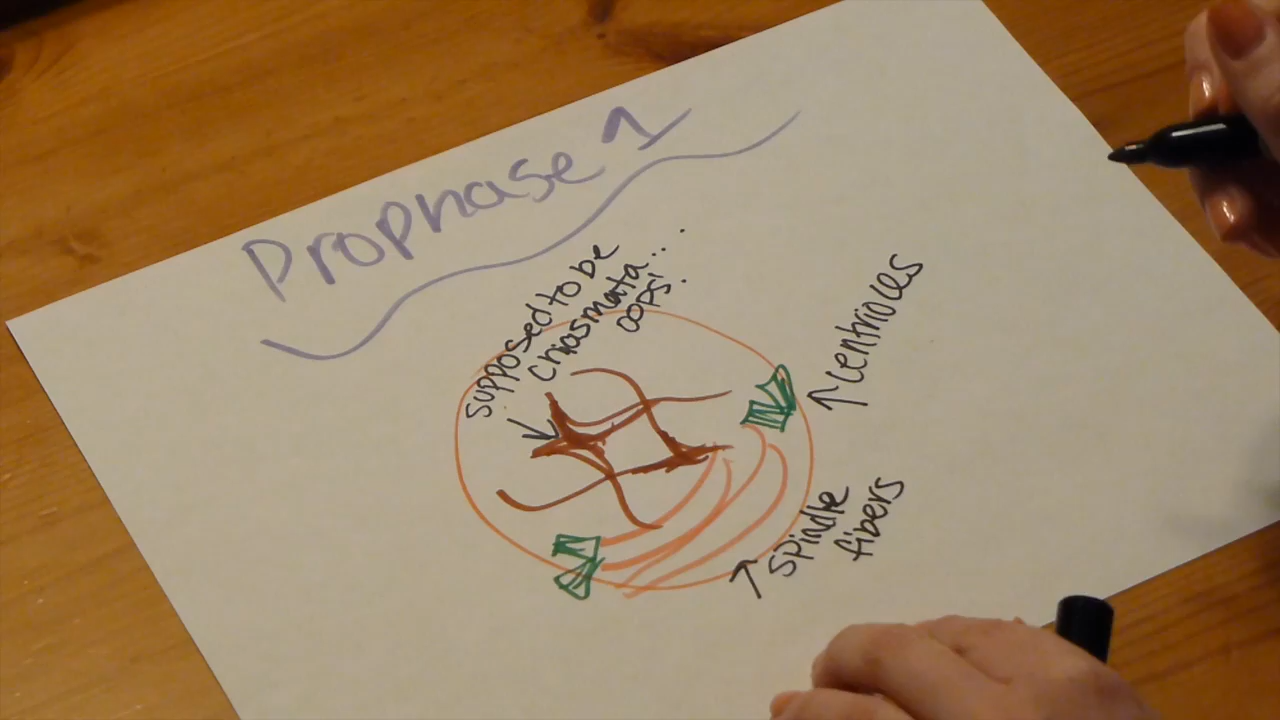 Prophase 1
supposed to be
chiasmata...
oops!
↑ centrioles
↑ spindle
fibers